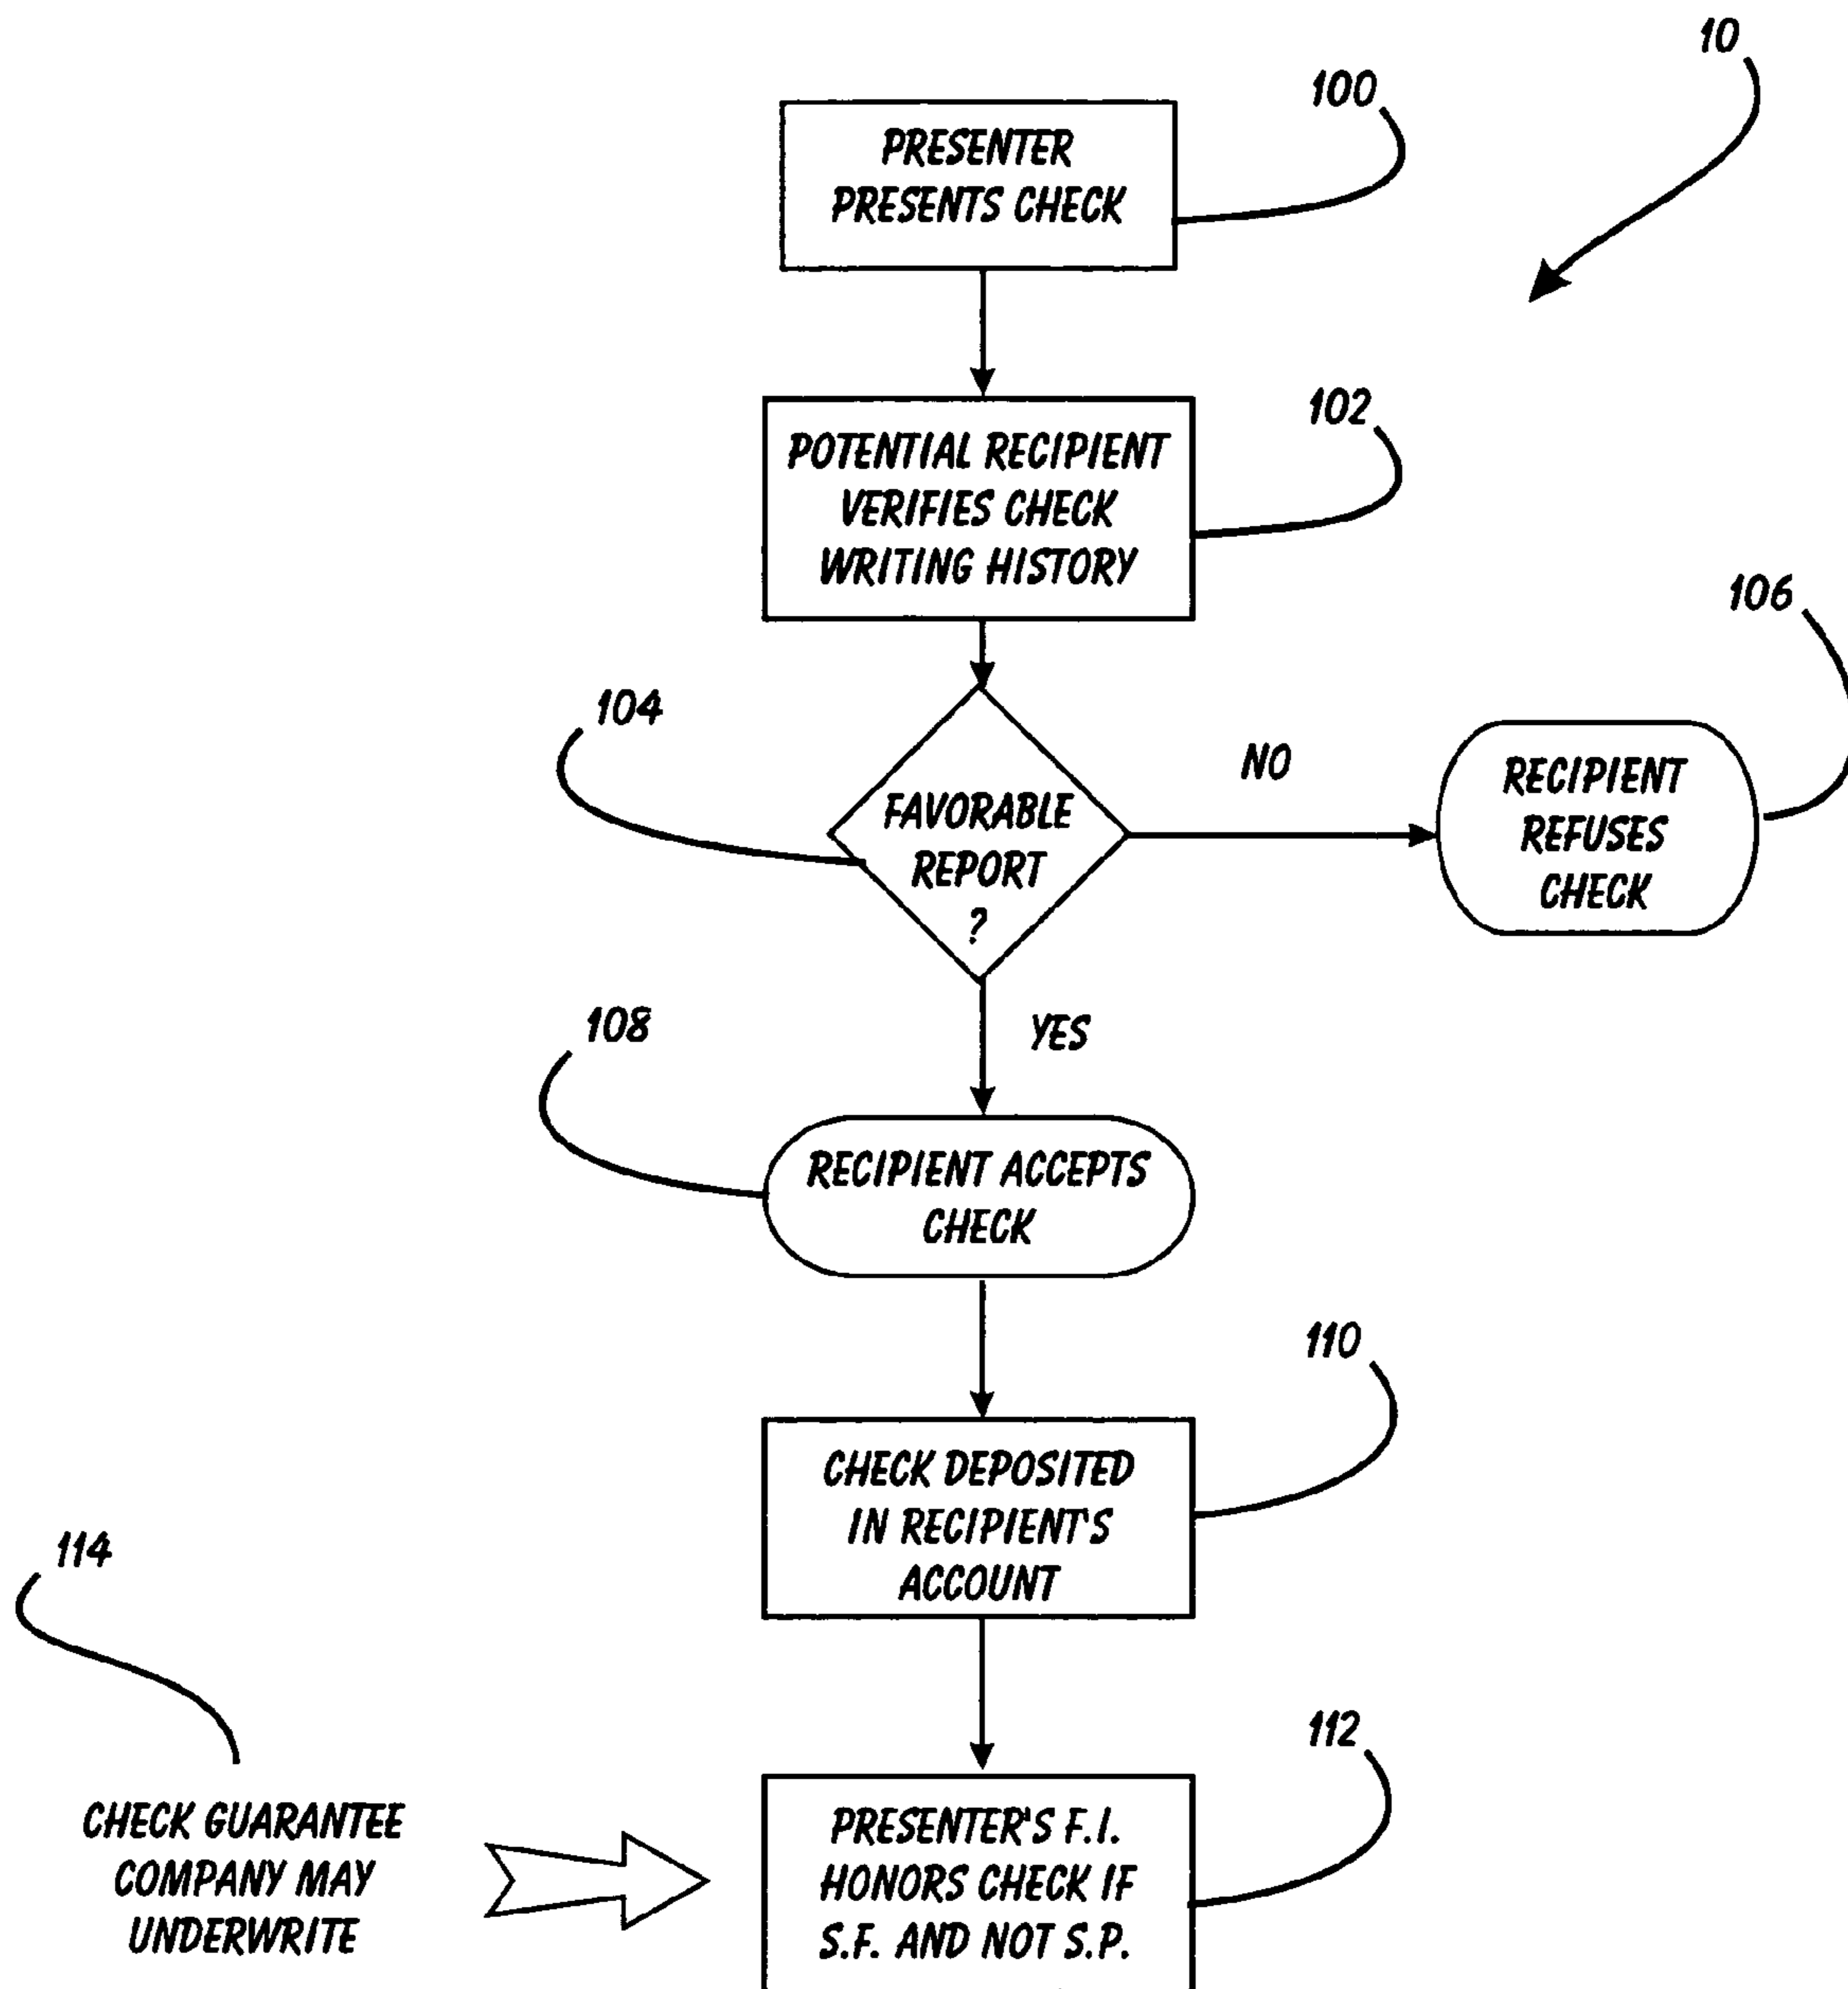 10
100
PRESENTER
PRESENTS CHECK
102
POTENTIAL RECIPIENT
VERIFIES CHECK
WRITING HISTORY
106
104
FAVORABLE
REPORT
?
NO
RECIPIENT
REFUSES
CHECK
108
YES
RECIPIENT ACCEPTS
CHECK
110
CHECK DEPOSITED
IN RECIPIENT'S
ACCOUNT
114
112
CHECK GUARANTEE
COMPANY MAY
UNDERWRITE
PRESENTER'S F.I.
HONORS CHECK IF
S.F. AND NOT S.P.